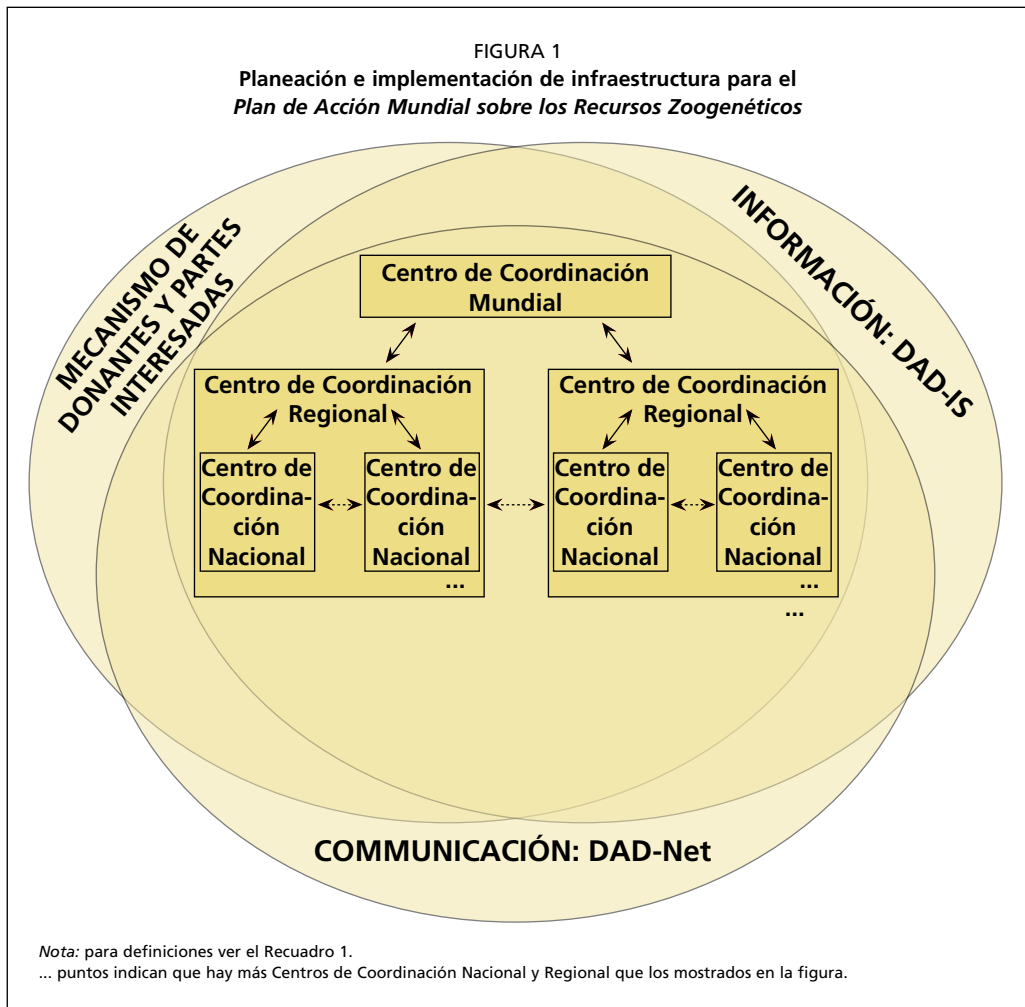 FIGURA 1
Planeación e implementación de infraestructura para el
Plan de Acción Mundial sobre los Recursos Zoogenéticos
MECANISMO DE
DONANTES Y PARTES
INTERESADAS
INFORMACIÓN: DAD-IS
Centro de Coordinación
Mundial
Centro de Coordinación
Regional
Centro de
Coordina-
ción
Nacional
Centro de
Coordina-
ción
Nacional
...
Centro de Coordinación
Regional
Centro de
Coordina-
ción
Nacional
Centro de
Coordina-
ción
Nacional
...
...
COMMUNICACIÓN: DAD-Net
Nota: para definiciones ver el Recuadro 1.
... puntos indican que hay más Centros de Coordinación Nacional y Regional que los mostrados en la figura.